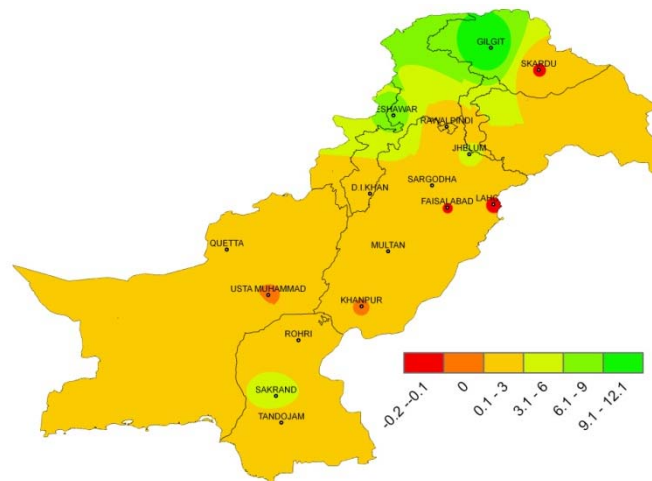 GILGIT
SKARDU
ESHAWAR
RAWALPINDI
JHELUM
SARGODHA
D.I.KHAN
FAISALABAD
LAHO
QUETTA
MULTAN
USTA MUHAMMAD
KHANPUR
ROHRI
SAKRAND
TANDOJAM
-0.2 --0.1
0
0.1 - 3
3.1 - 6
6.1 - 9
9.1 - 12.1